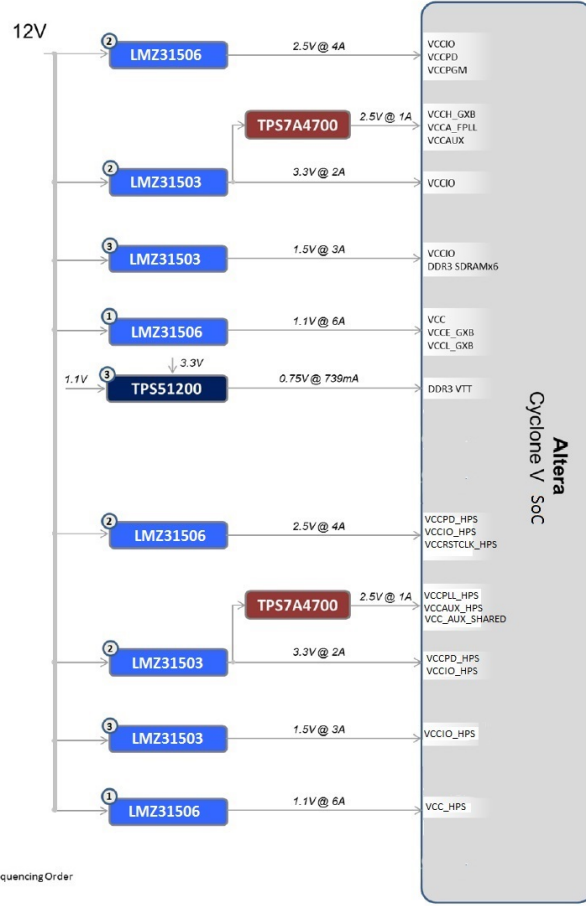 12V
2
LMZ31506
2.5V @ 4A
VCCIO
VCCPD
VCCPGM
TPS7A4700
2.5V @ 1A
VCCH_GXB
VCCA_FPLL
VCCAUX
2
LMZ31503
3.3V @ 2A
VCCIO
3
LMZ31503
1.5V @ 3A
VCCIO
DDR3 SDRAMx6
1
LMZ31506
1.1V @ 6A
VCC
VCCE_GXB
VCCL_GXB
3.3V
1.1V
3
TPS51200
0.75V @ 739mA
DDR3 VTT
Altera
Cyclone V SoC
2
LMZ31506
2.5V @ 4A
VCCPD_HPS
VCCIO_HPS
VCCRSTCLK_HPS
TPS7A4700
2.5V @ 1A
VCCPLL_HPS
VCCAUX_HPS
VCC_AUX_SHARED
2
LMZ31503
3.3V @ 2A
VCCPD_HPS
VCCIO_HPS
3
LMZ31503
1.5V @ 3A
VCCIO_HPS
1
LMZ31506
1.1V @ 6A
VCC_HPS
quencing Order